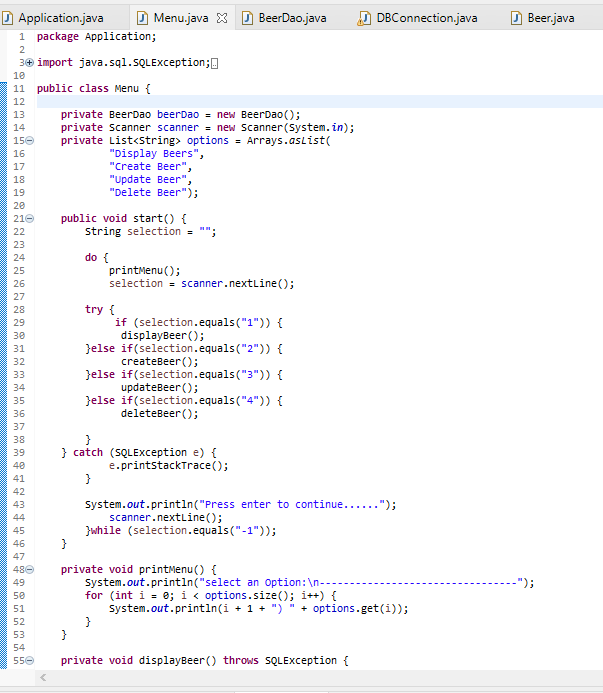 Application.java Menu.java BeerDao.java DBConnection.java Beer.java
1 package Application;
2
3 import java.sql.SQLException;
10
11 public class Menu {
12
13 private BeerDao beerDao = new BeerDao();
14 private Scanner scanner = new Scanner(System.in);
15 private List<String> options = Arrays.asList(
16 "Display Beers",
17 "Create Beer",
18 "Update Beer",
19 "Delete Beer");
20
21 public void start() {
22 String selection = "";
23
24 do {
25 printMenu();
26 selection = scanner.nextLine();
27
28 try {
29 if (selection.equals("1")) {
30 displayBeer();
31 }else if(selection.equals("2")) {
32 createBeer();
33 }else if(selection.equals("3")) {
34 updateBeer();
35 }else if(selection.equals("4")) {
36 deleteBeer();
37
38 }
39 } catch (SQLException e) {
40 e.printStackTrace();
41 }
42
43 System.out.println("Press enter to continue......");
44 scanner.nextLine();
45 }while (selection.equals("-1"));
46 }
47
48 private void printMenu() {
49 System.out.println("select an Option:\n---------------------------------");
50 for (int i = 0; i < options.size(); i++) {
51 System.out.println(i + 1 + ") " + options.get(i));
52 }
53 }
54
55 private void displayBeer() throws SQLException {